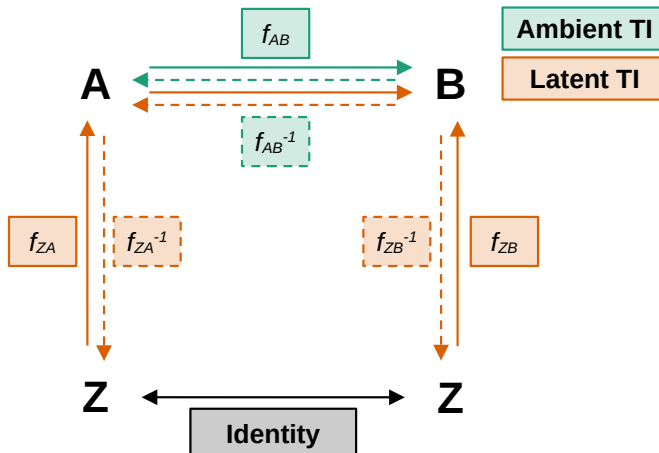 f_AB
Ambient TI
A
B
Latent TI
f_AB^-1
f_ZA
f_ZA^-1
f_ZB^-1
f_ZB
Z
Z
Identity